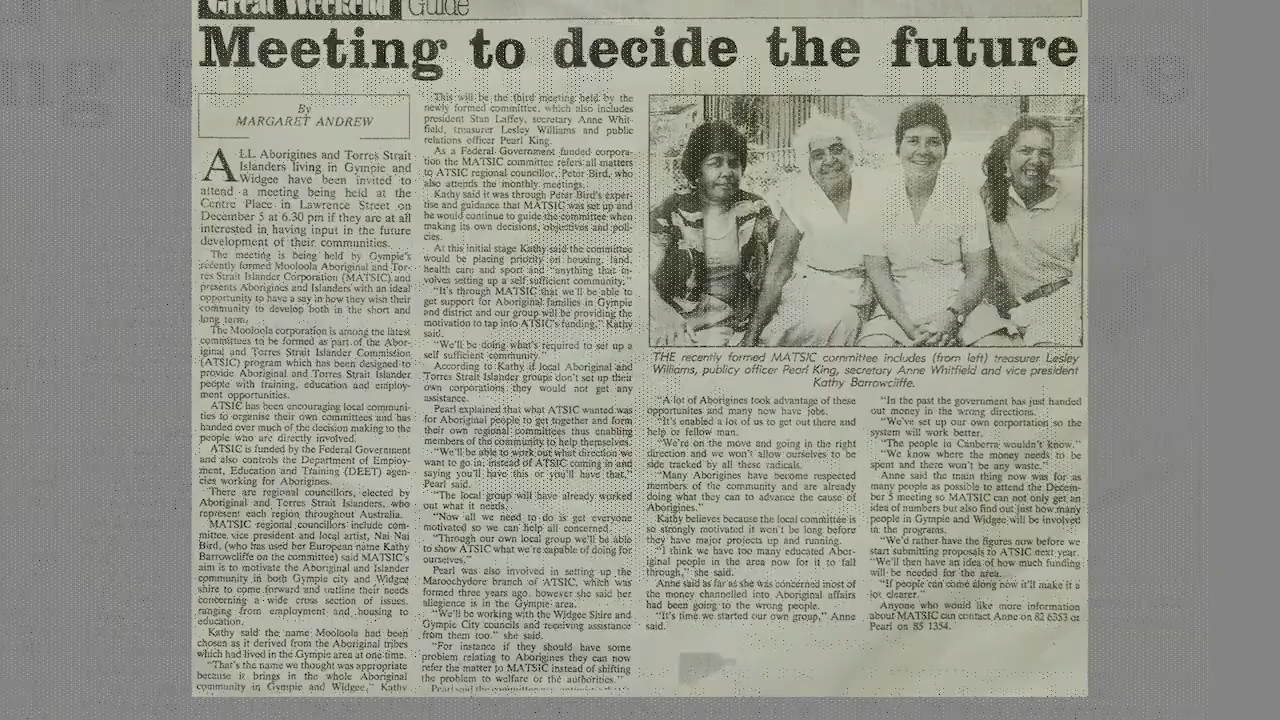 Great Weekend Guide
Meeting to decide the future
By
MARGARET ANDREW
ALL Aborigines and Torres Strait
Islanders living in Gympie and
Widgee have been invited to
attend a meeting being held at the
Centre Place in Lawrence Street on
December 5 at 6.30 pm if they are at all
interested in having input in the future
development of their communities.
The meeting is being held by Gympie's
recently formed Mooloola Aboriginal and Tor-
res Strait Islander Corporation (MATSIC) and
presents Aborigines and Islanders with an ideal
opportunity to have a say in how they wish their
community to develop both in the short and
long term.
The Mooloola corporation is among the latest
committees to be formed as part of the Abor-
iginal and Torres Strait Islander Commission
(ATSIC) program which has been designed to
provide Aboriginal and Torres Strait Islander
people with training, education and employ-
ment opportunities.
ATSIC has been encouraging local communi-
ties to organise their own committees and has
handed over much of the decision making to the
people who are directly involved.
ATSIC is funded by the Federal Government
and also controls the Department of Employ-
ment, Education and Training (DEET) agen-
cies working for Aborigines.
There are regional councillors, elected by
Aboriginal and Torres Strait Islanders, who
represent each region throughout Australia.
MATSIC regional councillors include com-
mittee vice president and local artist, Nai Nai
Bird, (who has used her European name Kathy
Barrowcliffe on the committee) said MATSIC's
aim is to motivate the Aboriginal and Islander
community in both Gympie city and Widgee
shire to come forward and outline their needs
concerning a wide cross section of issues,
ranging from employment and housing to
education.
Kathy said the name Mooloola had been
chosen as it derived from the Aboriginal tribes
which had lived in the Gympie area at one time.
"That's the name we thought was appropriate
because it brings in the whole Aboriginal
community in Gympie and Widgee," Kathy
This will be the third meeting held by the
newly formed committee, which also includes
president Stan Laffey, secretary Anne Whit-
field, treasurer Lesley Williams and public
relations officer Pearl King.
As a Federal Government funded corpora-
tion the MATSIC committee refers all matters
to ATSIC regional councillor, Peter Bird, who
also attends the monthly meetings.
Kathy said it was through Peter Bird's exper-
tise and guidance that MATSIC was set up and
he would continue to guide the committee when
making its own decisions, objectives and poli-
cies.
At this initial stage Kathy said the committee
would be placing priority on housing, land,
health care and sport and "anything that in-
volves setting up a self sufficient community."
"It's through MATSIC that we'll be able to
get support for Aboriginal families in Gympie
and district and our group will be providing the
motivation to tap into ATSIC's funding," Kathy
said.
"We'll be doing what's required to set up a
self sufficient community."
According to Kathy if local Aboriginal and
Torres Strait Islander groups don't set up their
own corporations they would not get any
assistance.
Pearl explained that what ATSIC wanted was
for Aboriginal people to get together and form
their own regional committees thus enabling
members of the community to help themselves.
"We'll be able to work out what direction we
want to go in, instead of ATSIC coming in and
saying you'll have this or you'll have that,"
Pearl said.
"The local group will have already worked
out what it needs.
"Now all we need to do is get everyone
motivated so we can help all concerned.
"Through our own local group we'll be able
to show ATSIC what we're capable of doing for
ourselves."
Pearl was also involved in setting up the
Maroochydore branch of ATSIC, which was
formed three years ago, however she said her
allegience is in the Gympie area.
"We'll be working with the Widgee Shire and
Gympie City councils and receiving assistance
from them too." she said.
"For instance if they should have some
problem relating to Aborigines they can now
refer the matter to MATSIC instead of shifting
the problem to welfare or the authorities."
Pearl said the committee
THE recently formed MATSIC committee includes (from left) treasurer Lesley
Williams, publicy officer Pearl King, secretary Anne Whitfield and vice president
Kathy Barrowcliffe.
"A lot of Aborigines took advantage of these
opportunites and many now have jobs.
"It's enabled a lot of us to get out there and
help or fellow man.
"We're on the move and going in the right
direction and we won't allow ourselves to be
side tracked by all these radicals.
"Many Aborigines have become respected
members of the community and are already
doing what they can to advance the cause of
Aborigines."
Kathy believes because the local committee is
so strongly motivated it won't be long before
they have major projects up and running.
"I think we have too many educated Abor-
iginal people in the area now for it to fall
through," she said.
Anne said as far as she was concerned most of
the money channelled into Aboriginal affairs
had been going to the wrong people.
"It's time we started our own group," Anne
said.
"In the past the government has just handed
out money in the wrong directions.
"We've set up our own corportation so the
system will work better.
"The people in Canberra wouldn't know."
"We know where the money needs to be
spent and there won't be any waste."
Anne said the main thing now was for as
many people as possible to attend the Decem-
ber 5 meeting so MATSIC can not only get an
idea of numbers but also find out just how many
people in Gympie and Widgee will be involved
in the programs.
"We'd rather have the figures now before we
start submitting proposals to ATSIC next year.
"We'll then have an idea of how much funding
will be needed for the area.
"If people can come along now it'll make it a
lot clearer."
Anyone who would like more information
about MATSIC can contact Anne on 82 6353 or
Pearl on 85 1354.